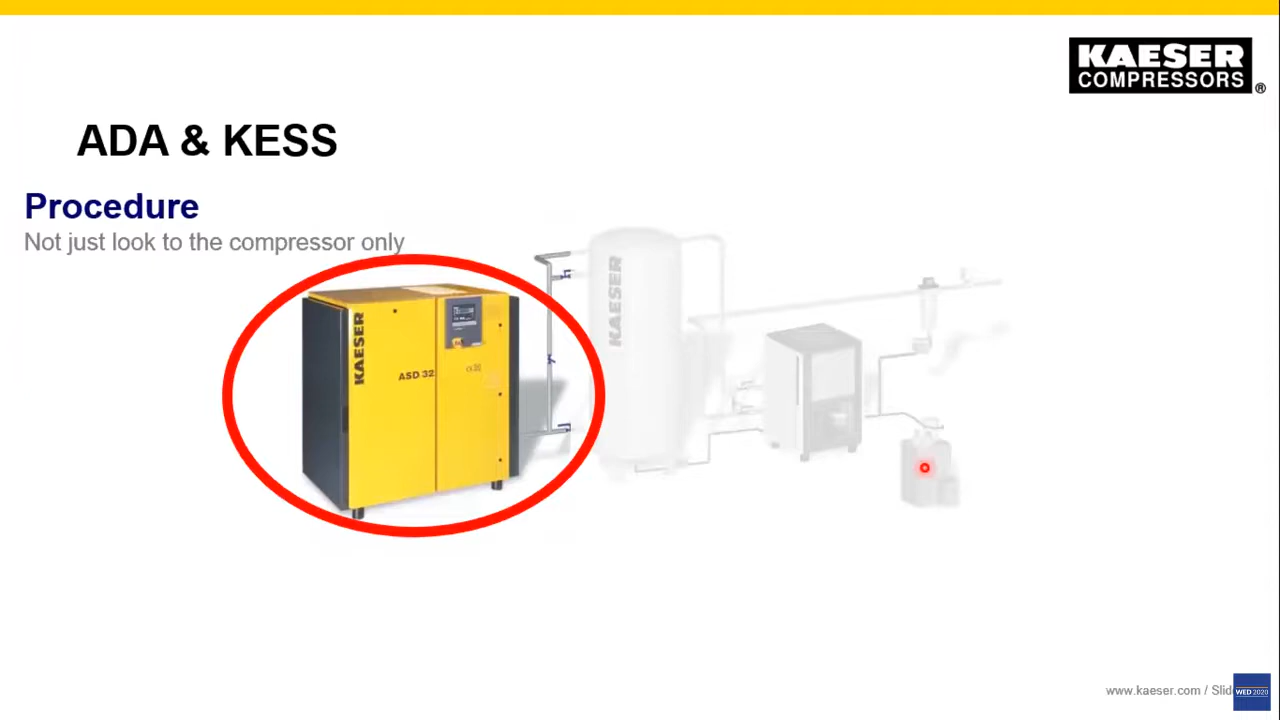 KAESER
COMPRESSORS®
ADA & KESS
Procedure
Not just look to the compressor only
KAESER
KAESER
ASD 32
www.kaeser.com / Slid
WED 2020